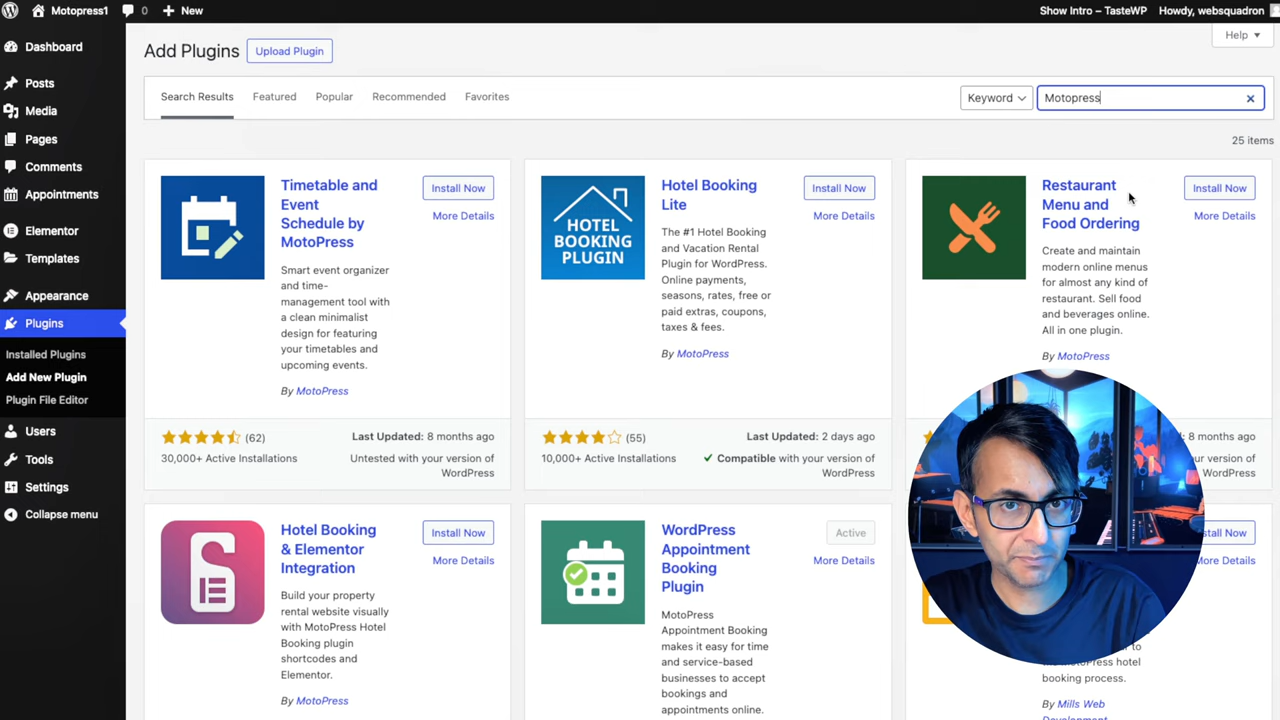 Motopress1
0
New
Show Intro – TasteWP
Howdy, websquadron
Dashboard
Posts
Media
Pages
Comments
Appointments
Elementor
Templates
Appearance
Plugins
Installed Plugins
Add New Plugin
Plugin File Editor
Users
Tools
Settings
Collapse menu
Help
Add Plugins
Upload Plugin
Search Results
Featured
Popular
Recommended
Favorites
Keyword
Motopress
25 items
Timetable and
Event
Schedule by
MotoPress
Install Now
More Details
Smart event organizer
and time-
management tool with
a clean minimalist
design for featuring
your timetables and
upcoming events.
By MotoPress
(62)
30,000+ Active Installations
Last Updated: 8 months ago
Untested with your version of
WordPress
HOTEL
BOOKING
PLUGIN
Hotel Booking
Lite
Install Now
More Details
The #1 Hotel Booking
and Vacation Rental
Plugin for WordPress.
Online payments,
seasons, rates, free or
paid extras, coupons,
taxes & fees.
By MotoPress
(55)
10,000+ Active Installations
Last Updated: 2 days ago
Compatible with your version of
WordPress
Restaurant
Menu and
Food Ordering
Install Now
More Details
Create and maintain
modern online menus
for almost any kind of
restaurant. Sell food
and beverages online.
All in one plugin.
By MotoPress
8 months ago
your version of
WordPress
Hotel Booking
& Elementor
Integration
Install Now
More Details
Build your property
rental website visually
with MotoPress Hotel
Booking plugin
shortcodes and
Elementor.
By MotoPress
WordPress
Appointment
Booking
Plugin
Active
More Details
MotoPress
Appointment Booking
makes it easy for time
and service-based
businesses to accept
bookings and
appointments online.
Install Now
More Details
to
the MotoPress hotel
booking process.
By Mills Web
Development